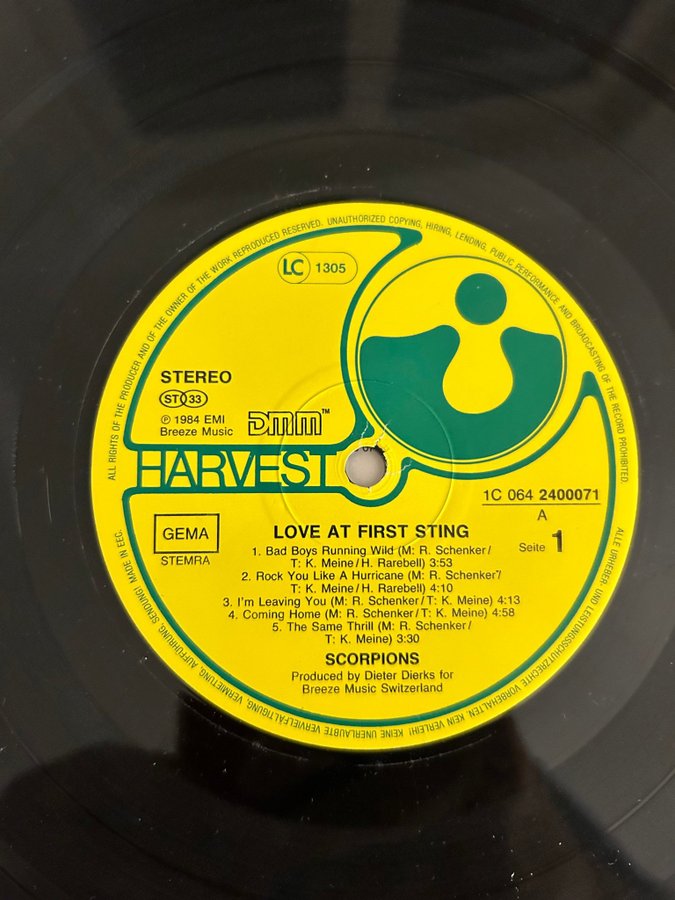 ALL RIGHTS OF THE PRODUCER AND OF THE OWNER OF THE WORK REPRODUCED RESERVED. UNAUTHORIZED COPYING, HIRING, LENDING, PUBLIC PERFORMANCE AND BROADCASTING OF THE RECORD PROHIBITED.
LC 1305
STEREO
ST 33
℗ 1984 EMI
Breeze Music
DMM™
HARVEST
1C 064 2400071
A
Seite 1
GEMA
STEMRA
LOVE AT FIRST STING
1. Bad Boys Running Wild (M: R. Schenker/
T: K. Meine/H. Rarebell) 3:53
2. Rock You Like A Hurricane (M: R. Schenker/
T: K. Meine/H. Rarebell) 4:10
3. I'm Leaving You (M: R. Schenker/T: K. Meine) 4:13
4. Coming Home (M: R. Schenker/T: K. Meine) 4:58
5. The Same Thrill (M: R. Schenker/
T: K. Meine) 3:30
SCORPIONS
Produced by Dieter Dierks for
Breeze Music Switzerland
ALLE URHEBER- UND LEISTUNGSSCHUTZRECHTE VORBEHALTEN. KEIN VERLEIH! KEINE UNERLAUBTE VERVIELFÄLTIGUNG, VERMIETUNG, AUFFÜHRUNG, SENDUNG! MADE IN EEC.